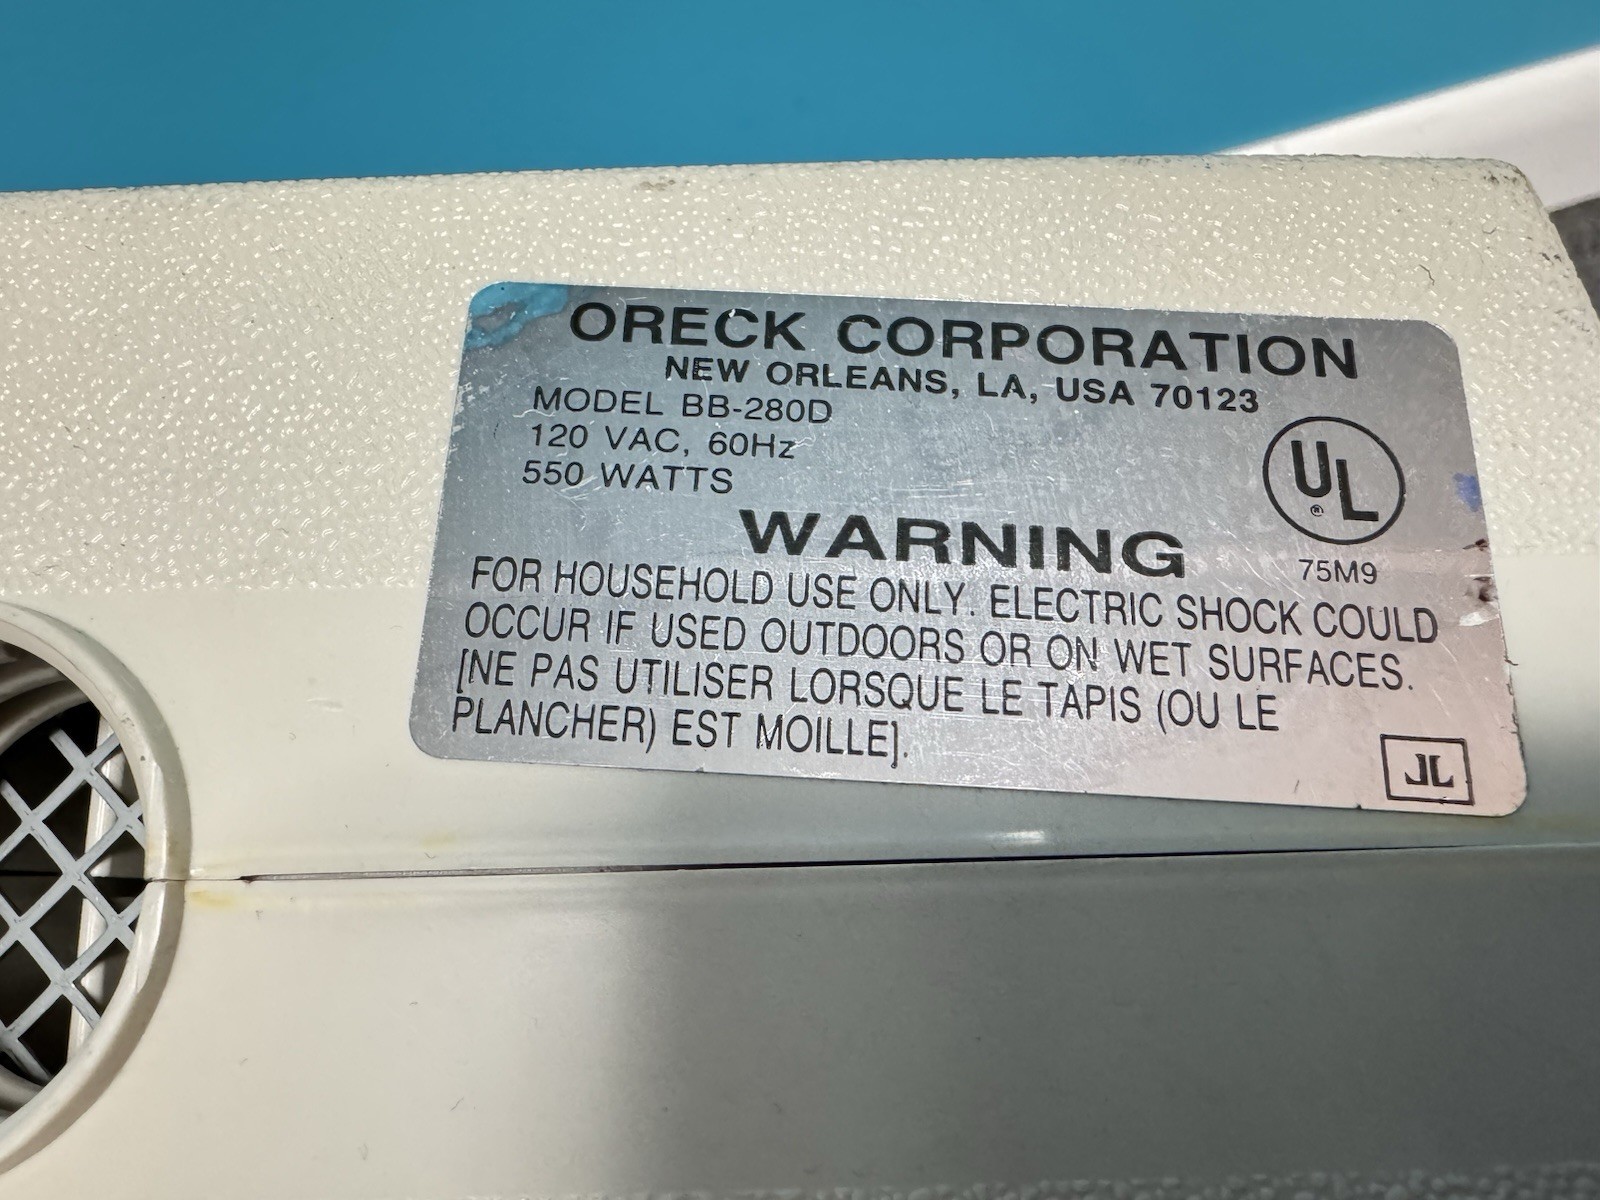 ORECK CORPORATION
NEW ORLEANS, LA, USA 70123
MODEL BB-280D
120 VAC, 60Hz
550 WATTS
UL
®
75M9
WARNING
FOR HOUSEHOLD USE ONLY. ELECTRIC SHOCK COULD
OCCUR IF USED OUTDOORS OR ON WET SURFACES.
[NE PAS UTILISER LORSQUE LE TAPIS (OU LE
PLANCHER) EST MOILLE].
JL